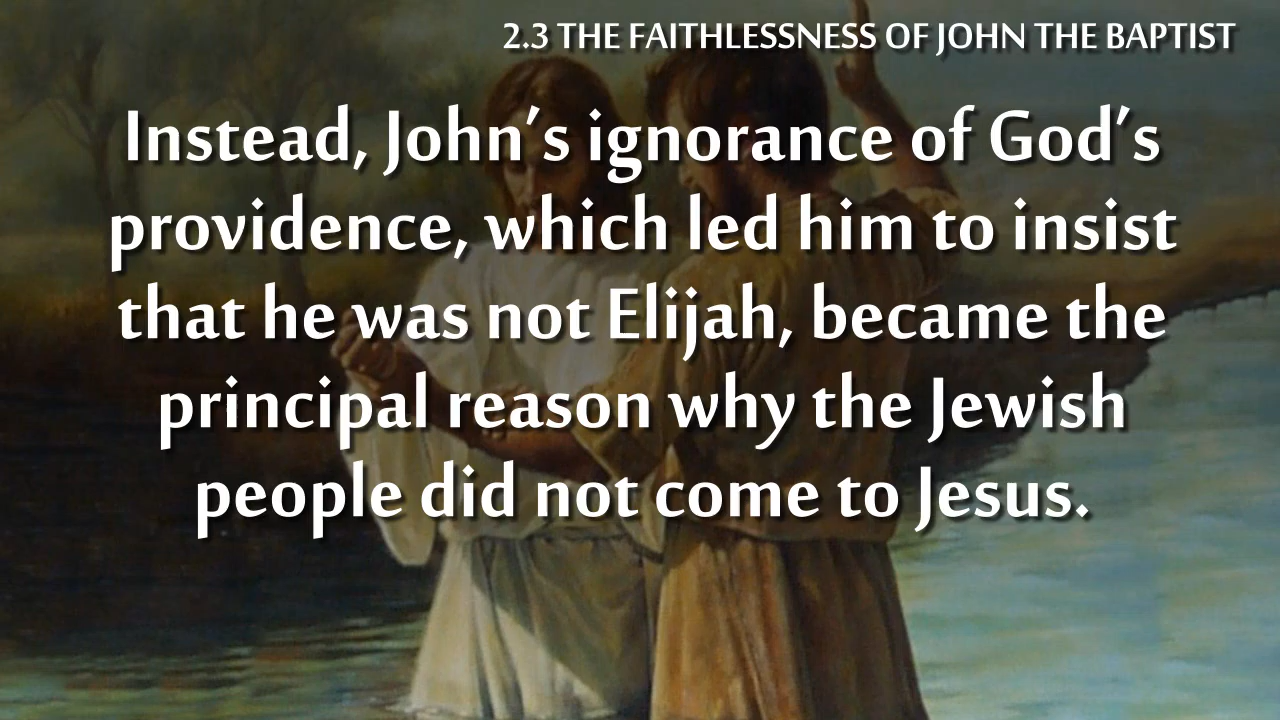 2.3 THE FAITHLESSNESS OF JOHN THE BAPTIST
Instead, John's ignorance of God's
providence, which led him to insist
that he was not Elijah, became the
principal reason why the Jewish
people did not come to Jesus.